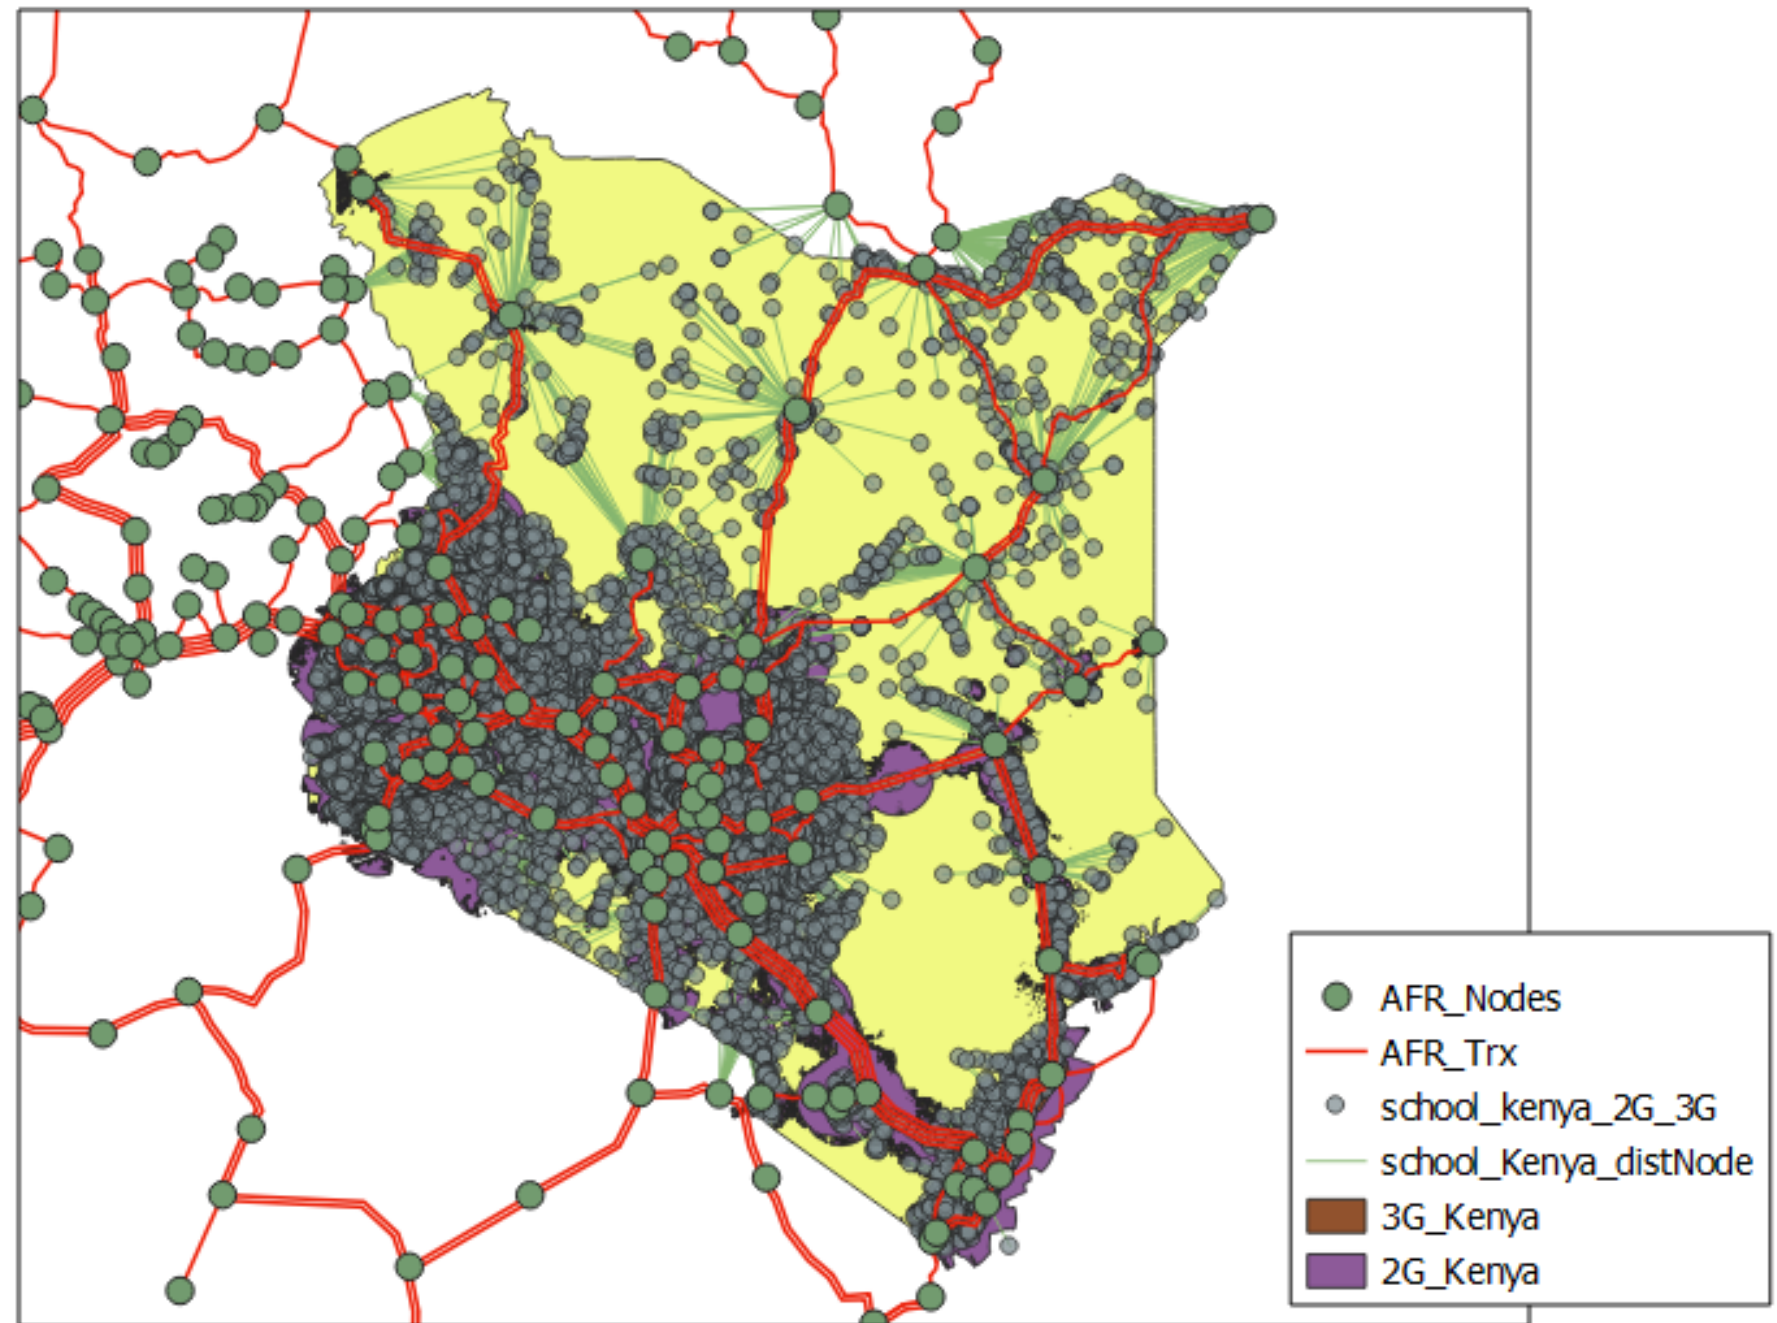 AFR_Nodes
AFR_Trx
school_kenya_2G_3G
school_Kenya_distNode
3G_Kenya
2G_Kenya